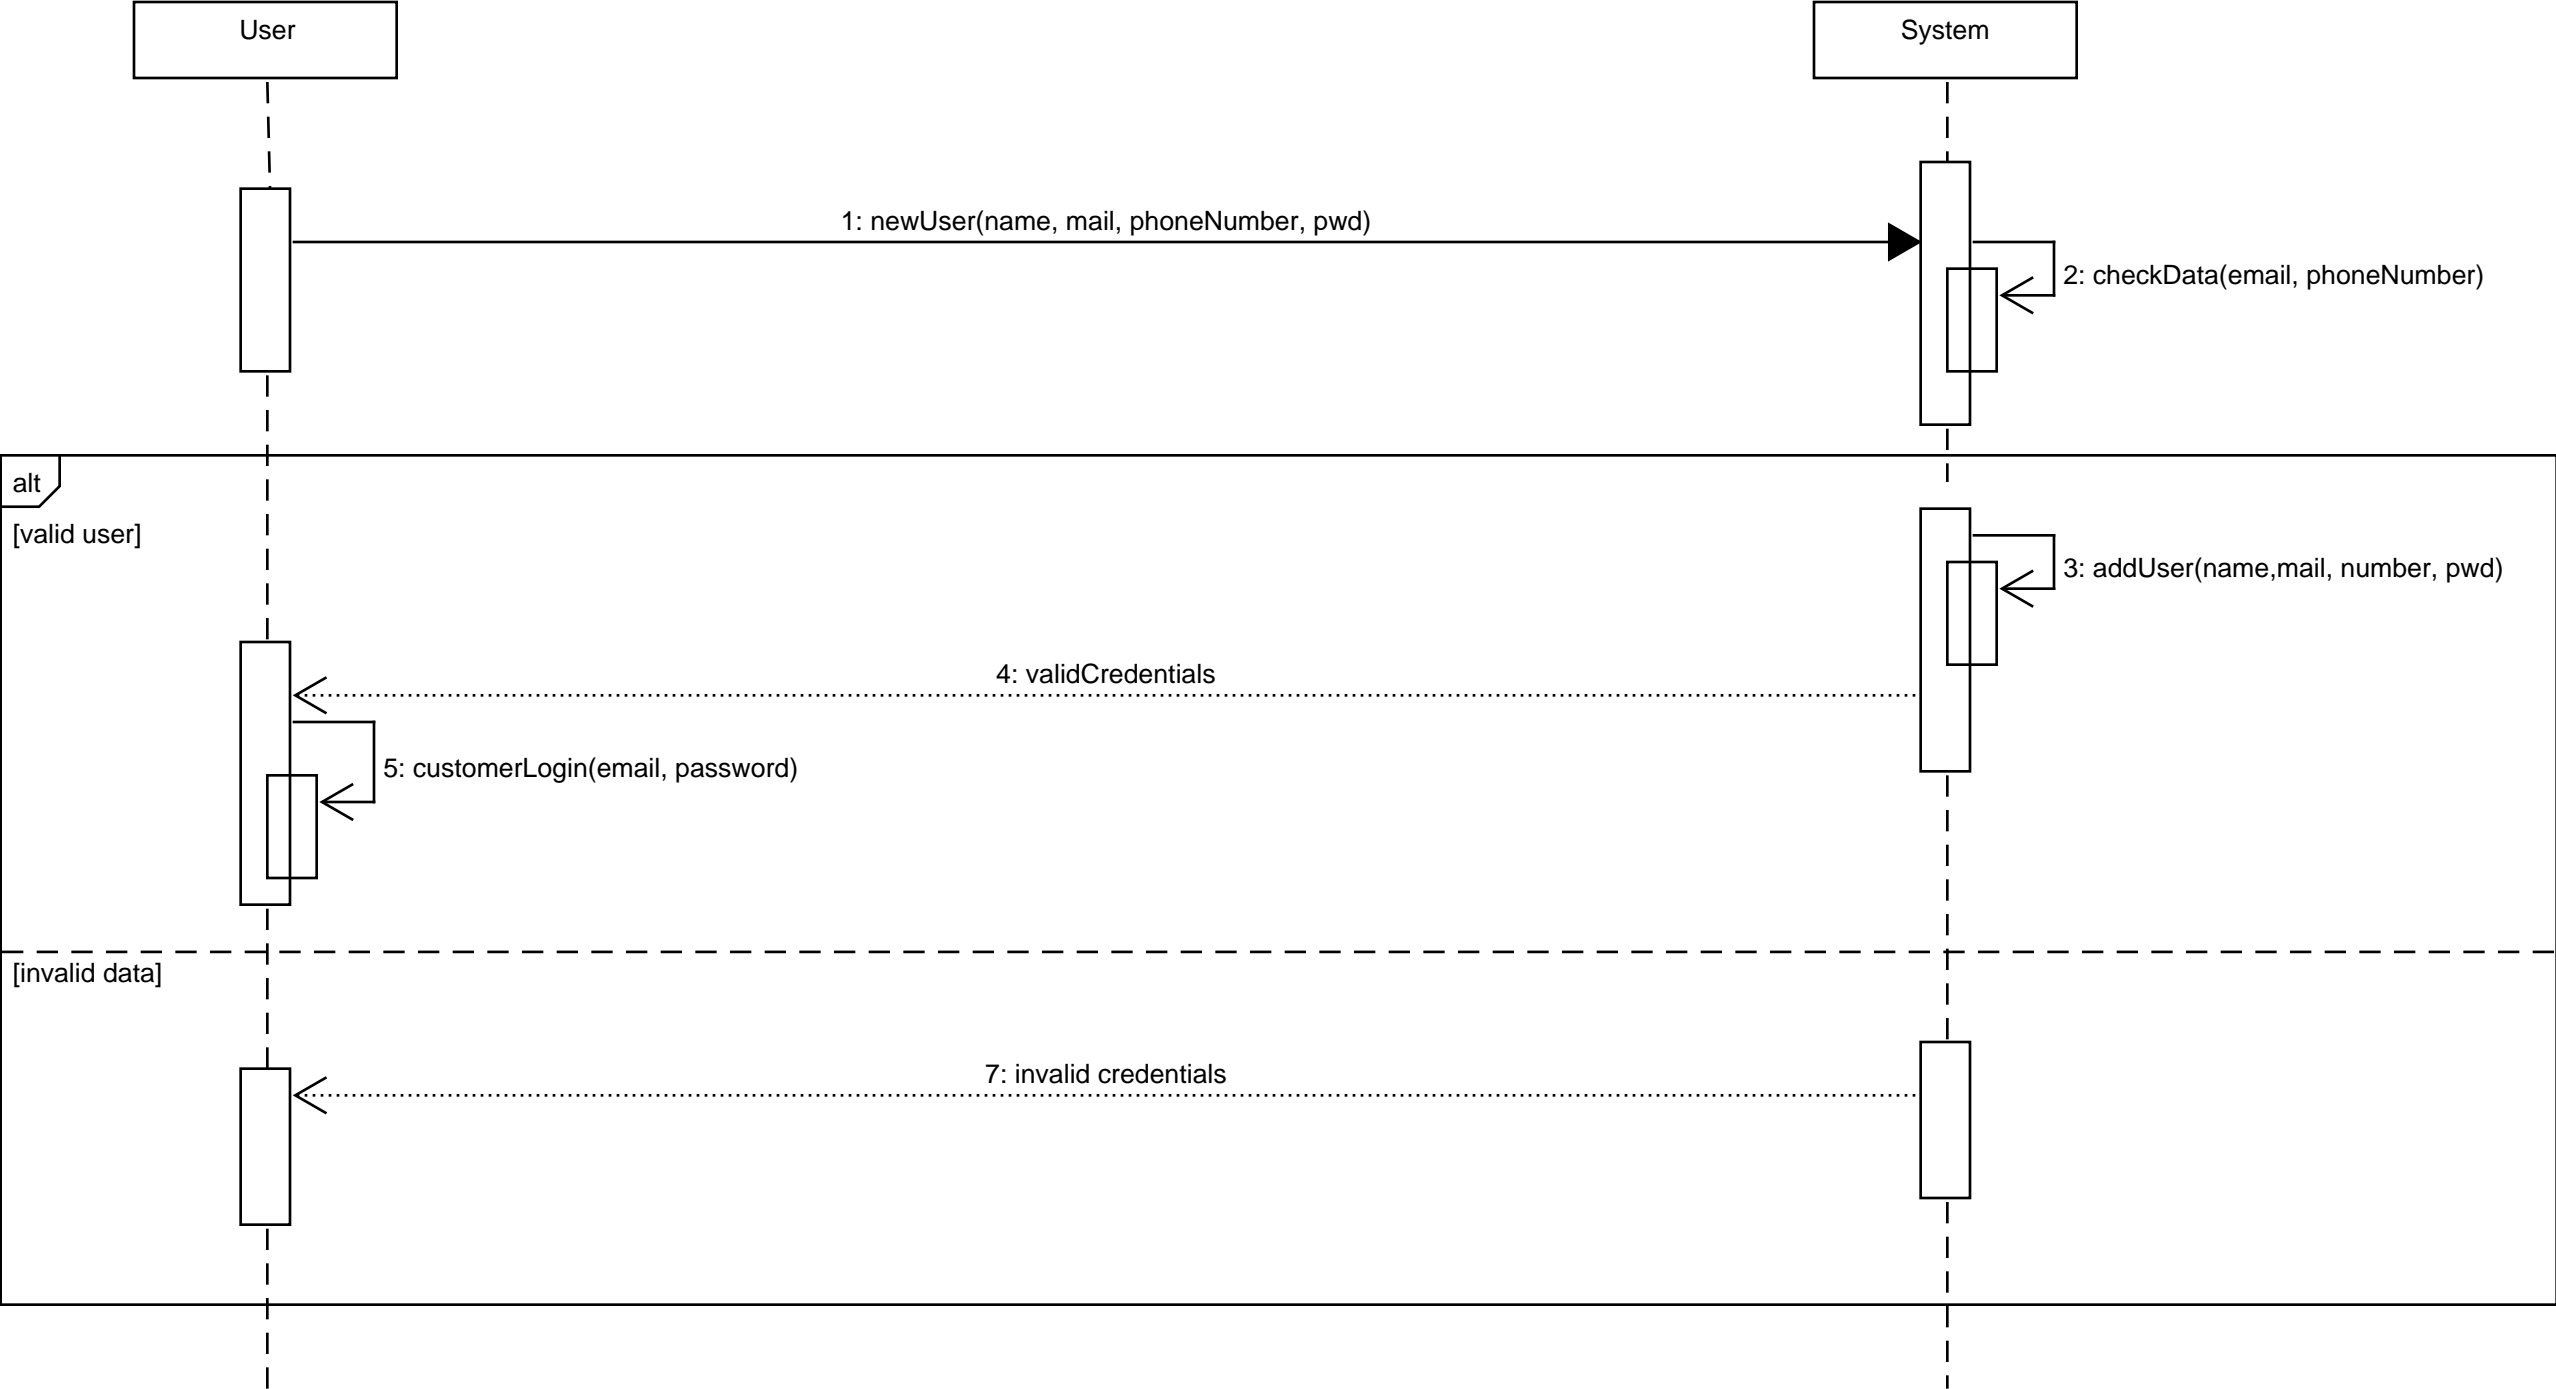 User
System
1: newUser(name, mail, phoneNumber, pwd)
2: checkData(email, phoneNumber)
alt
[valid user]
3: addUser(name,mail, number, pwd)
4: validCredentials
5: customerLogin(email, password)
[invalid data]
7: invalid credentials